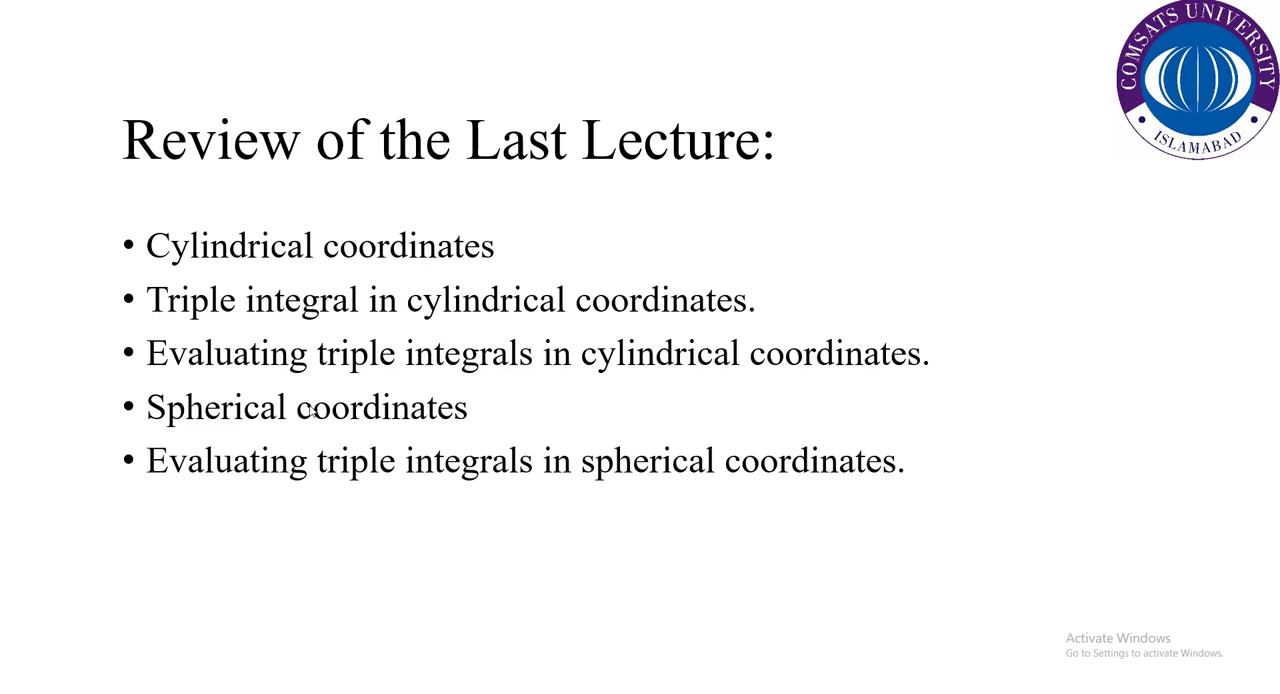 COMSATS UNIVERSITY
ISLAMABAD
Review of the Last Lecture:
• Cylindrical coordinates
• Triple integral in cylindrical coordinates.
• Evaluating triple integrals in cylindrical coordinates.
• Spherical coordinates
• Evaluating triple integrals in spherical coordinates.
Activate Windows
Go to Settings to activate Windows.